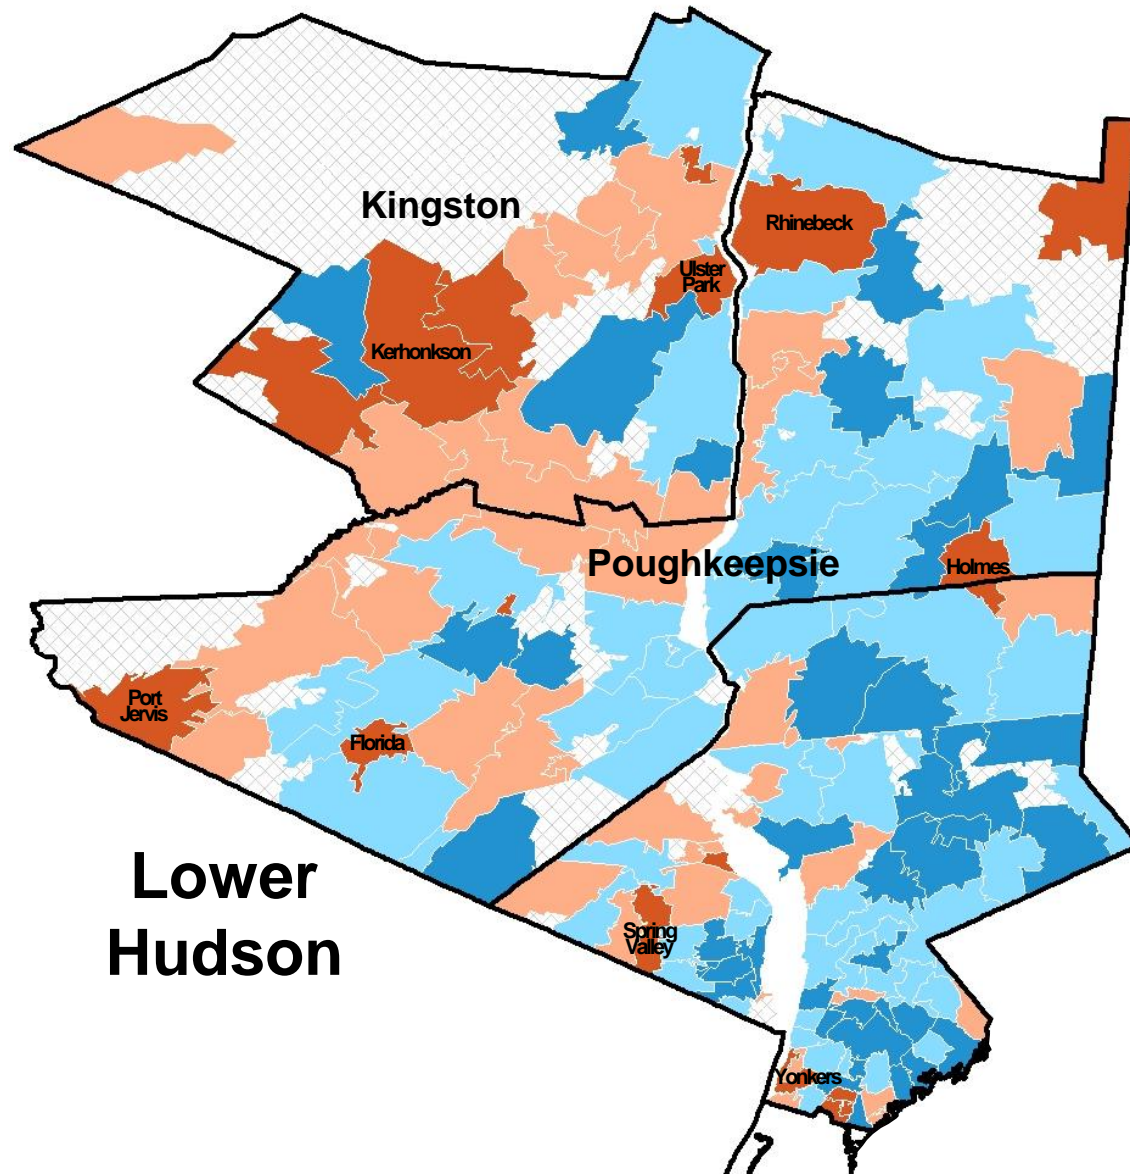 Kingston
Rhinebeck
Ulster
Park
Kerhonkson
Poughkeepsie
Holmes
Port
Jervis
Florida
Lower
Hudson
Spring
Valley
Yonkers